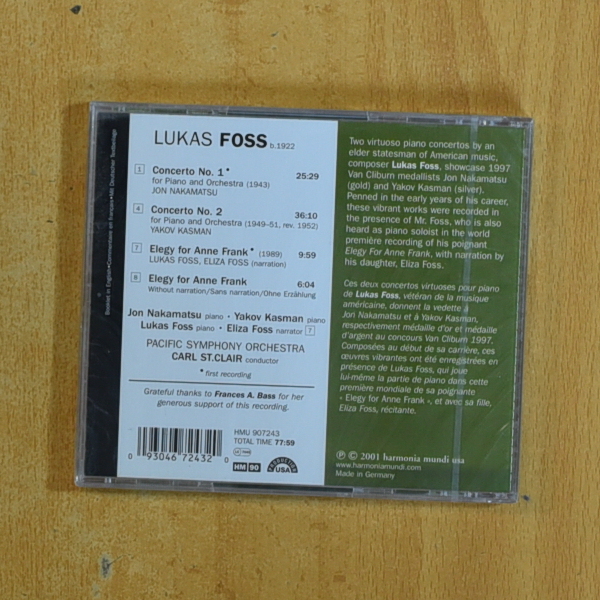 LUKAS FOSS b.1922
1 Concerto No. 1* 25:29
for Piano and Orchestra (1943)
JON NAKAMATSU
4 Concerto No. 2 36:10
for Piano and Orchestra (1949–51, rev. 1952)
YAKOV KASMAN
7 Elegy for Anne Frank* (1989) 9:59
LUKAS FOSS, ELIZA FOSS (narration)
8 Elegy for Anne Frank 6:04
Without narration/Sans narration/Ohne Erzählung
Jon Nakamatsu piano · Yakov Kasman piano
Lukas Foss piano · Eliza Foss narrator 7
PACIFIC SYMPHONY ORCHESTRA
CARL ST.CLAIR conductor
* first recording
Grateful thanks to Frances A. Bass for her
generous support of this recording.
HMU 907243
TOTAL TIME 77:59
0 93046 72432 0
HM 90
USA
Booklet in English • Commentaires en français • Mit Deutscher Textbeilage
Two virtuoso piano concertos by an
elder statesman of American music,
composer Lukas Foss, showcase 1997
Van Cliburn medallists Jon Nakamatsu
(gold) and Yakov Kasman (silver).
Penned in the early years of his career,
these vibrant works were recorded in
the presence of Mr. Foss, who is also
heard as piano soloist in the world
première recording of his poignant
Elegy For Anne Frank, with narration by
his daughter, Eliza Foss.
Ces deux concertos virtuoses pour piano
de Lukas Foss, vétéran de la musique
américaine, donnent la vedette à
Jon Nakamatsu et à Yakov Kasman,
respectivement médaille d'or et médaille
d'argent au concours Van Cliburn 1997.
Composées au début de sa carrière, ces
œuvres vibrantes ont été enregistrées en
présence de Lukas Foss, qui joue
lui-même la partie de piano dans cette
première mondiale de sa poignante
« Elegy for Anne Frank », et avec sa fille,
Eliza Foss, récitante.
℗ © 2001 harmonia mundi usa
www.harmoniamundi.com
Made in Germany